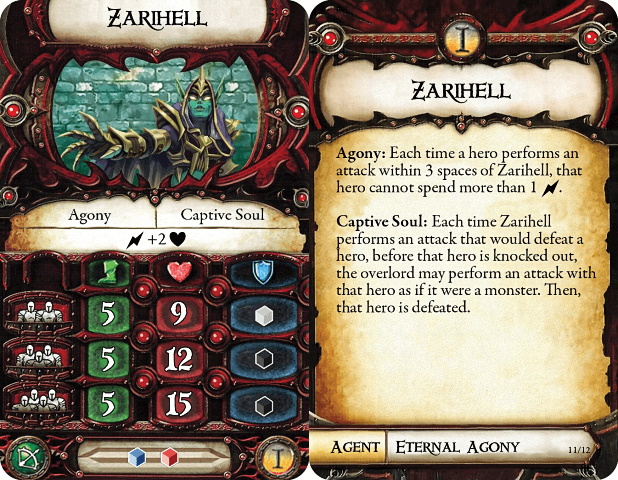 Zarihell
Agony
Captive Soul
+2
5
9
5
12
5
15
I
I
Zarihell
Agony: Each time a hero performs an
attack within 3 spaces of Zarihell, that
hero cannot spend more than 1 .
Captive Soul: Each time Zarihell
performs an attack that would defeat a
hero, before that hero is knocked out,
the overlord may perform an attack with
that hero as if it were a monster. Then,
that hero is defeated.
Agent
Eternal Agony
11/12